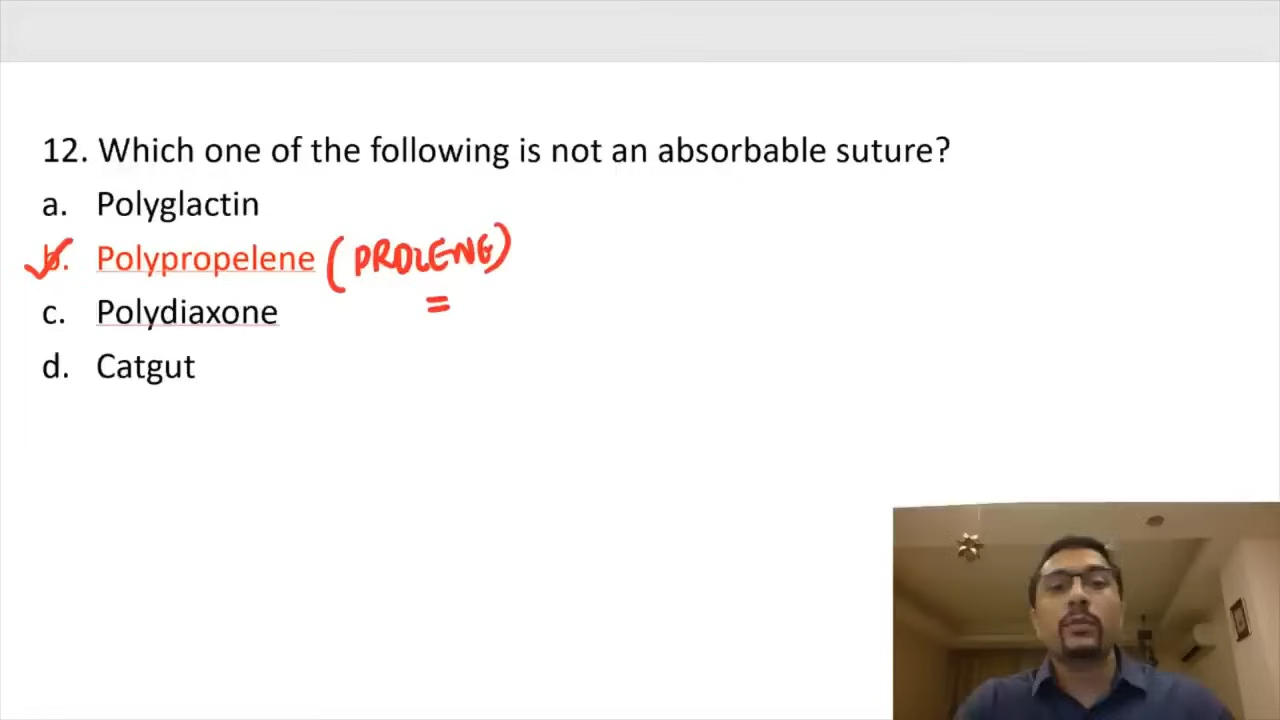 12. Which one of the following is not an absorbable suture?
a. Polyglactin
b. Polypropelene (PROLENE)
c. Polydiaxone
d. Catgut